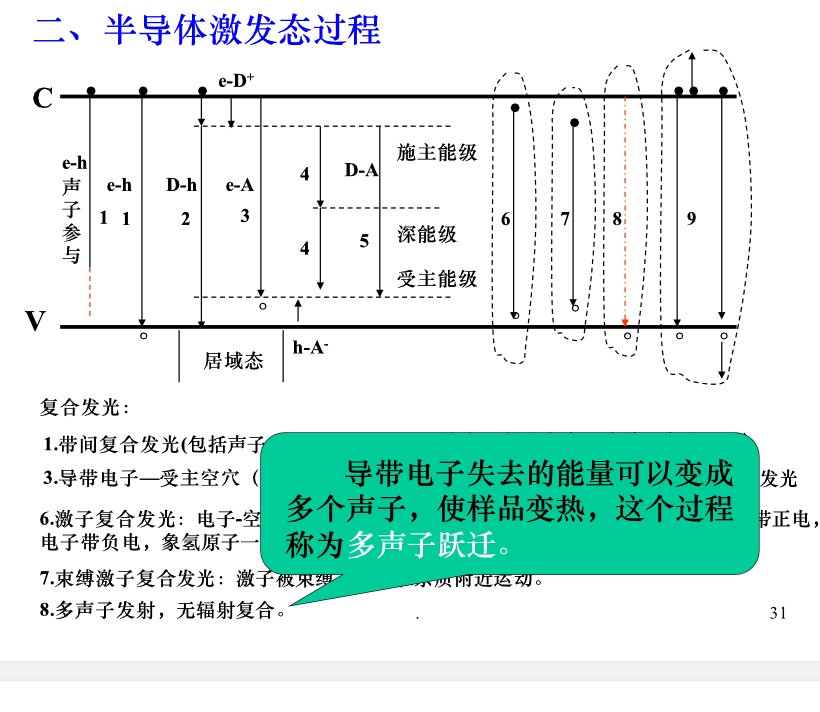 二、半导体激发态过程
e-D+
C
e-h
声
子
参
与
1
e-h
1
D-h
2
e-A
3
4
4
D-A
5
施主能级
深能级
受主能级
6
7
8
9
V
居域态
h-A-
复合发光：
1.带间复合发光(包括声子
3.导带电子—受主空穴（
发光
导带电子失去的能量可以变成
多个声子，使样品变热，这个过程
称为多声子跃迁。
6.激子复合发光：电子-空
带正电，
电子带负电，象氢原子一
7.束缚激子复合发光：激子被束缚
质附近运动。
8.多声子发射，无辐射复合。
.
31